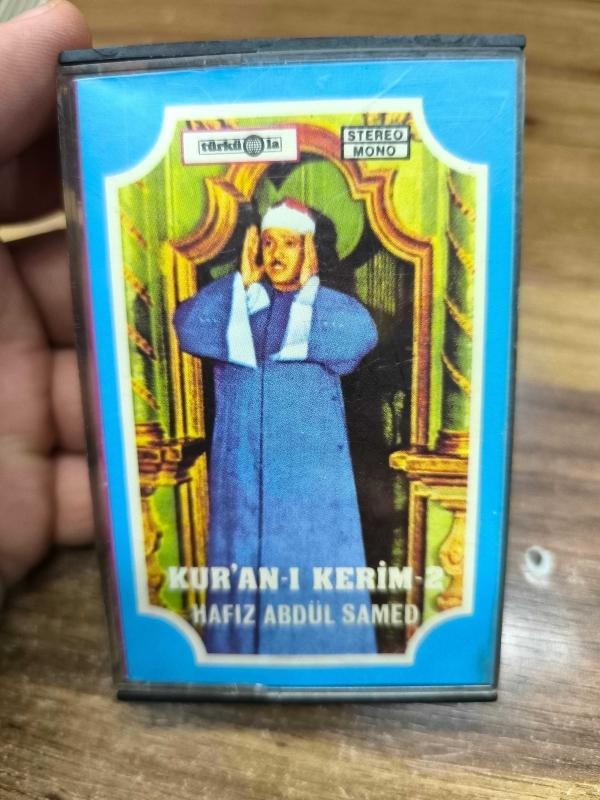 türküola
STEREO
MONO
KUR'AN-I KERİM-2
HAFIZ ABDÜL SAMED